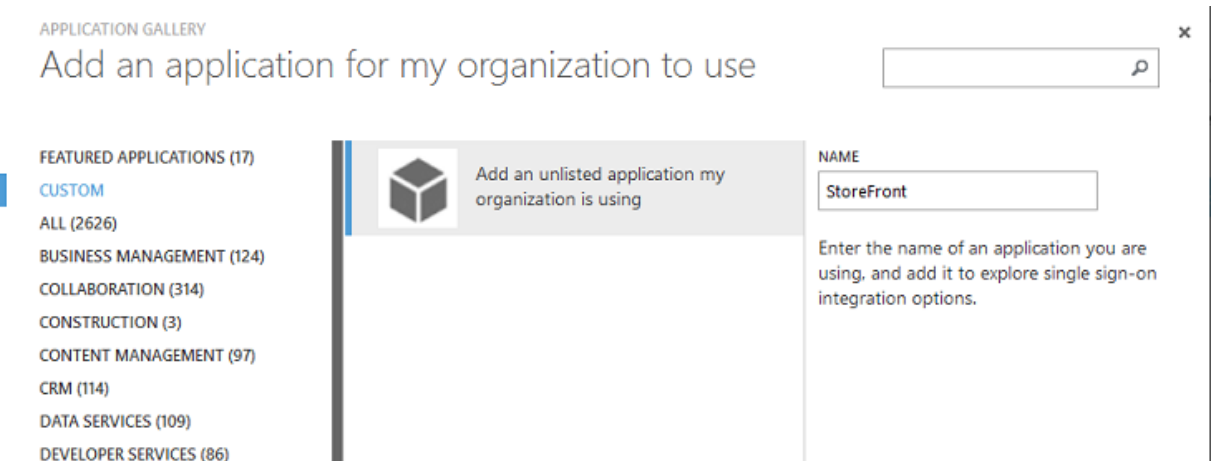 APPLICATION GALLERY
Add an application for my organization to use
FEATURED APPLICATIONS (17)
CUSTOM
ALL (2626)
BUSINESS MANAGEMENT (124)
COLLABORATION (314)
CONSTRUCTION (3)
CONTENT MANAGEMENT (97)
CRM (114)
DATA SERVICES (109)
DEVELOPER SERVICES (86)
Add an unlisted application my
organization is using
NAME
StoreFront
Enter the name of an application you are
using, and add it to explore single sign-on
integration options.